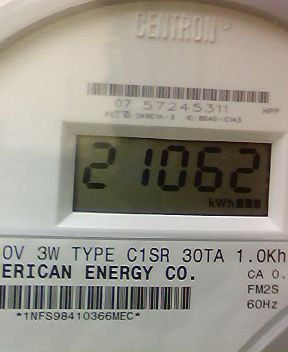 CENTRON
07 57245311 HPP
21062
kWh
0V 3W TYPE C1SR 30TA 1.0Kh
ERICAN ENERGY CO. CA 0.
FM2S
*1NFS98410366MEC* 60Hz